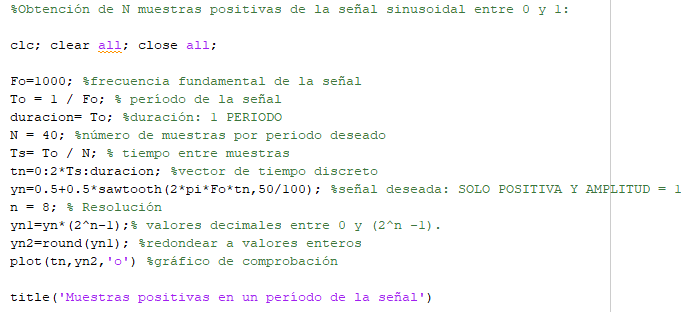 %Obtención de N muestras positivas de la señal sinusoidal entre 0 y 1:
clc; clear all; close all;
Fo=1000; %frecuencia fundamental de la señal
To = 1 / Fo; % período de la señal
duracion= To; %duración: 1 PERIODO
N = 40; %número de muestras por periodo deseado
Ts= To / N; % tiempo entre muestras
tn=0:2*Ts:duracion; %vector de tiempo discreto
yn=0.5+0.5*sawtooth(2*pi*Fo*tn,50/100); %señal deseada: SOLO POSITIVA Y AMPLITUD = 1
n = 8; % Resolución
yn1=yn*(2^n-1);% valores decimales entre 0 y (2^n -1).
yn2=round(yn1); %redondear a valores enteros
plot(tn,yn2,'o') %gráfico de comprobación
title('Muestras positivas en un período de la señal')